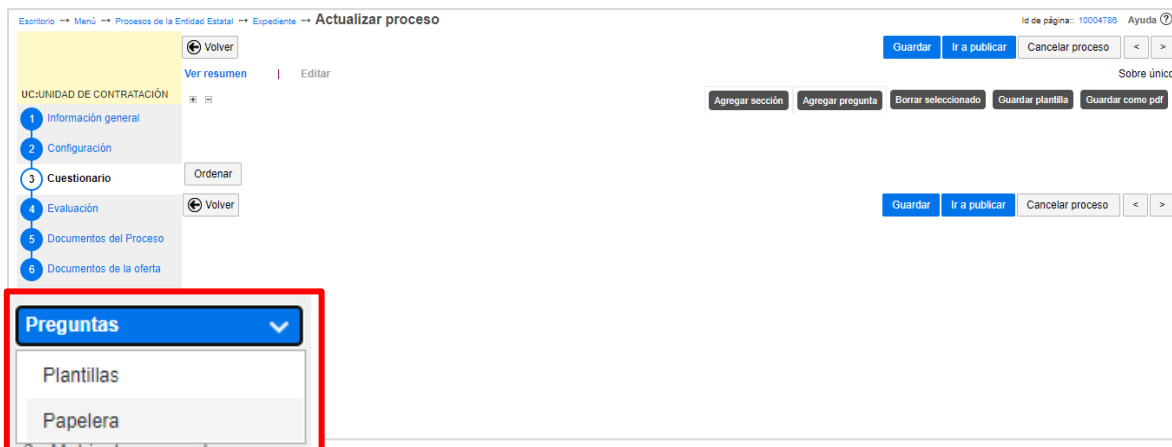 Escritorio → Menú → Procesos de la Entidad Estatal → Expediente → Actualizar proceso
Id de página:: 10004786 Ayuda ?
Volver
Guardar Ir a publicar Cancelar proceso < >
Ver resumen | Editar
Sobre único
UC:UNIDAD DE CONTRATACIÓN
Agregar sección Agregar pregunta Borrar seleccionado Guardar plantilla Guardar como pdf
1 Información general
2 Configuración
3 Cuestionario
Ordenar
4 Evaluación
Volver
Guardar Ir a publicar Cancelar proceso < >
5 Documentos del Proceso
6 Documentos de la oferta
Preguntas
Plantillas
Papelera